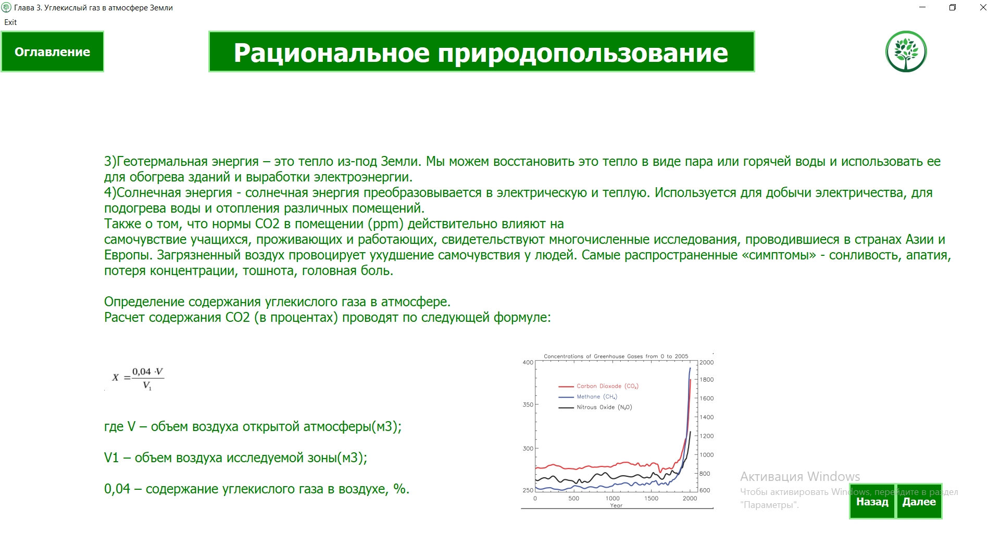 Глава 3. Углекислый газ в атмосфере Земли
Exit
Оглавление
Рациональное природопользование
3)Геотермальная энергия – это тепло из-под Земли. Мы можем восстановить это тепло в виде пара или горячей воды и использовать ее
для обогрева зданий и выработки электроэнергии.
4)Солнечная энергия - солнечная энергия преобразовывается в электрическую и теплую. Используется для добычи электричества, для
подогрева воды и отопления различных помещений.
Также о том, что нормы CO2 в помещении (ppm) действительно влияют на
самочувствие учащихся, проживающих и работающих, свидетельствуют многочисленные исследования, проводившиеся в странах Азии и
Европы. Загрязненный воздух провоцирует ухудшение самочувствия у людей. Самые распространенные «симптомы» - сонливость, апатия,
потеря концентрации, тошнота, головная боль.
Определение содержания углекислого газа в атмосфере.
Расчет содержания CO2 (в процентах) проводят по следующей формуле:
X = 0,04 · V
V₁
где V – объем воздуха открытой атмосферы(м3);
V1 – объем воздуха исследуемой зоны(м3);
0,04 – содержание углекислого газа в воздухе, %.
Concentrations of Greenhouse Gases from 0 to 2005
400
350
300
250
Carbon Dioxode (CO₂)
Methane (CH₄)
Nitrous Oxide (N₂O)
2000
1800
1600
1400
1200
1000
800
600
0 500 1000 1500 2000
Year
Активация Windows
Чтобы активировать Windows, перейдите в раздел
"Параметры".
Назад
Далее